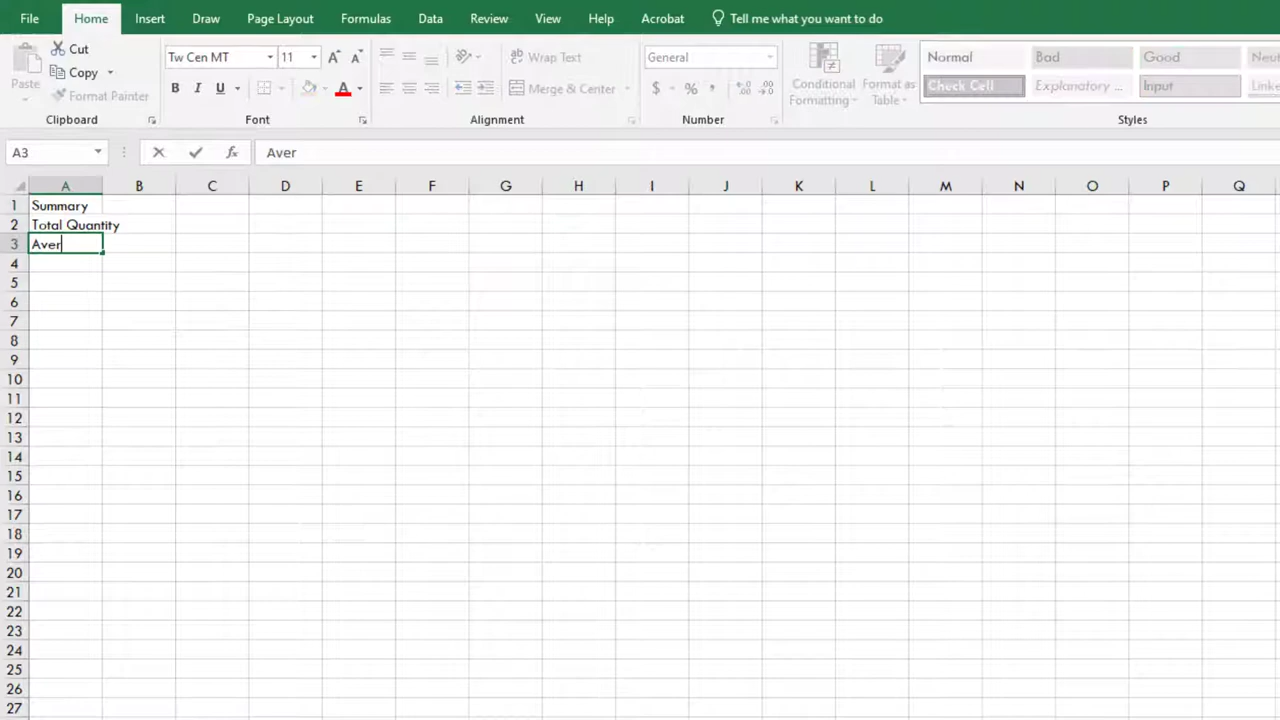 File Home Insert Draw Page Layout Formulas Data Review View Help Acrobat Tell me what you want to do
Paste Cut
Copy
Format Painter
Clipboard
Tw Cen MT 11 A A
B I U A
Font
Wrap Text
Merge & Center
Alignment
General
$ % ,
Number
Conditional Formatting
Format as Table
Normal Bad Good
Check Cell Explanatory ... Input
Styles
A3 fx Aver
A B C D E F G H I J K L M N O P Q
1 Summary
2 Total Quantity
3 Aver
4
5
6
7
8
9
10
11
12
13
14
15
16
17
18
19
20
21
22
23
24
25
26
27